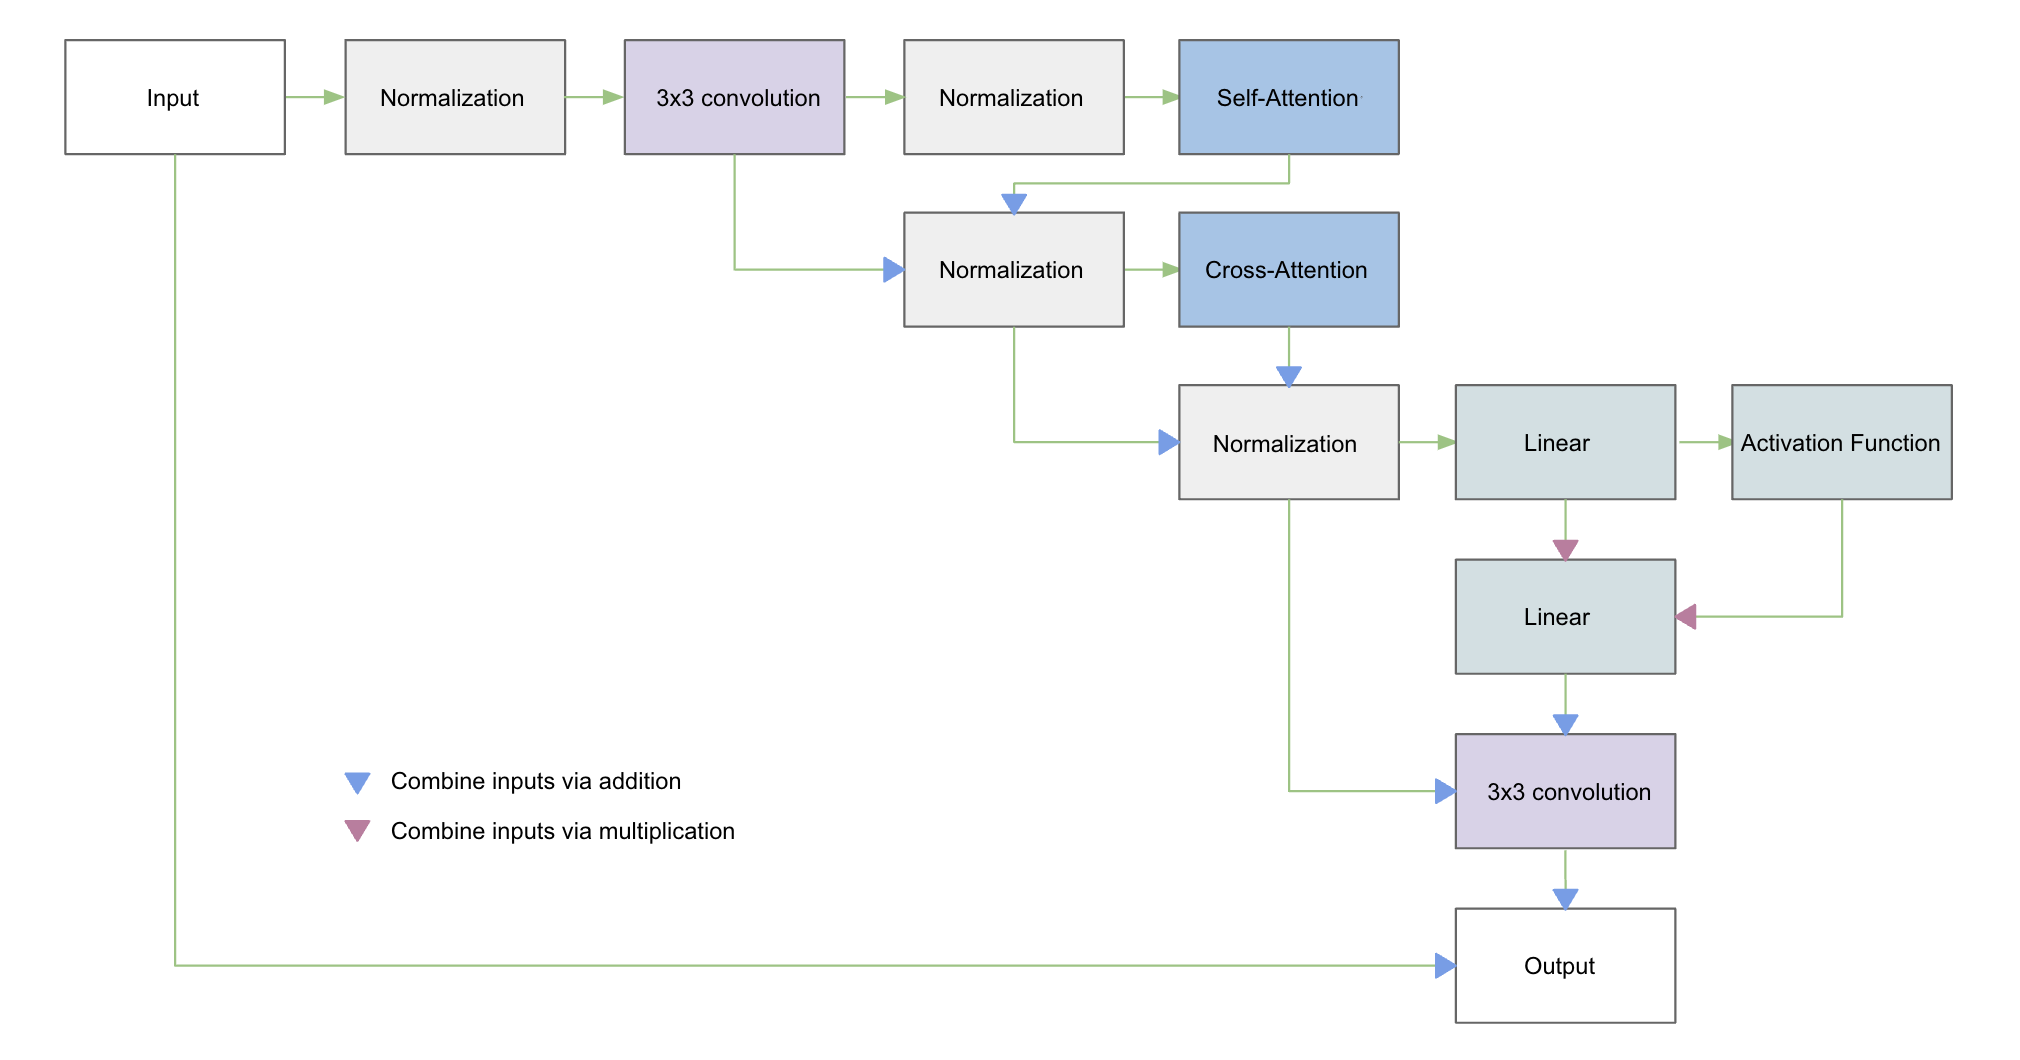 Input
Normalization
3x3 convolution
Normalization
Self-Attention
Normalization
Cross-Attention
Normalization
Linear
Activation Function
Linear
3x3 convolution
Output
Combine inputs via addition
Combine inputs via multiplication